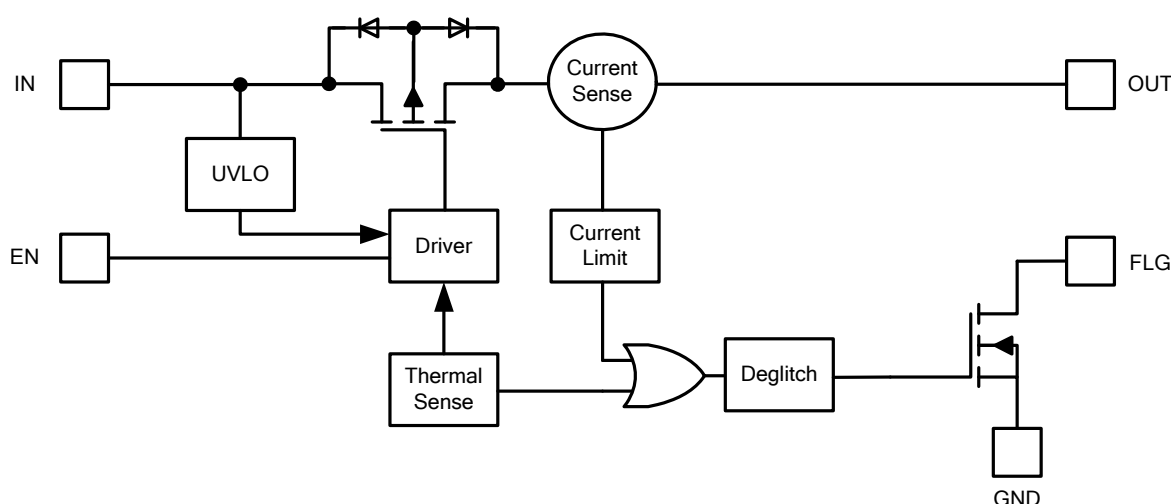 IN
Current
Sense
OUT
UVLO
EN
Driver
Current
Limit
FLG
Thermal
Sense
Deglitch
GND